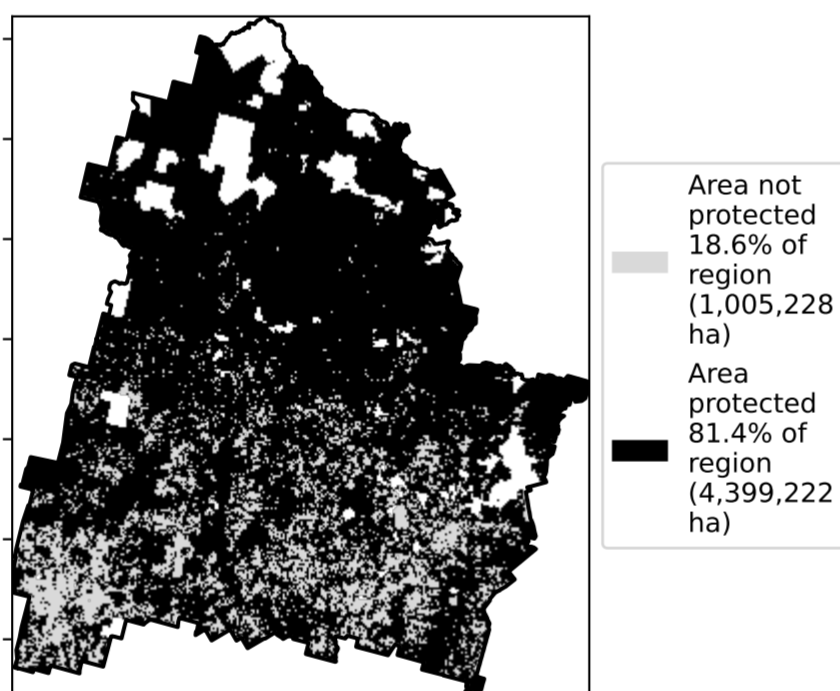 Area not
protected
18.6% of
region
(1,005,228
ha)
Area
protected
81.4% of
region
(4,399,222
ha)